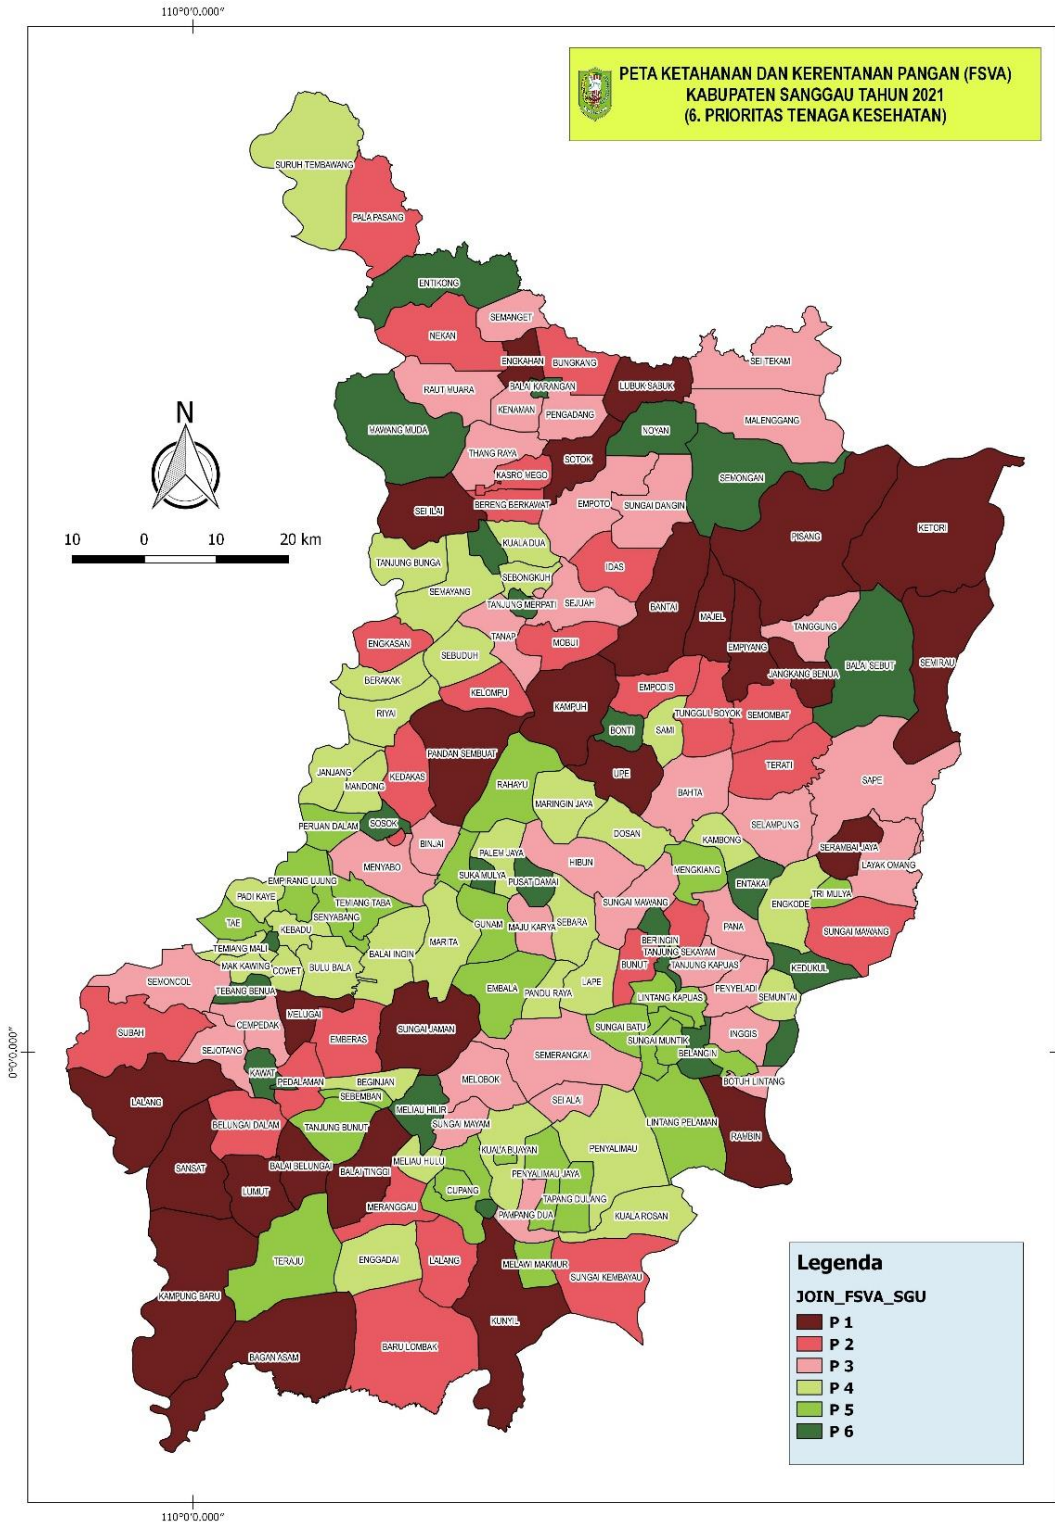 110°0'0.000"
PETA KETAHANAN DAN KERENTANAN PANGAN (FSVA)
KABUPATEN SANGGAU TAHUN 2021
(6. PRIORITAS TENAGA KESEHATAN)
SURUH TEMBAWANG
PALA PASANG
ENTIKONG
SEMANGET
NEKAN
ENGKAHAN
BUNGKANG
SEI TEKAM
LUBUK SABUK
RAUT MUARA
BALAI KARANGAN
KENAMAN
PENGADANG
MALENGGANG
N
MAWANG MUDA
NOYAN
THANG RAYA
SOTOK
KASRO MEGO
SEMONGAN
BERENG BERKAWAT
EMPOTO
SUNGAI DANGIN
SEI ILAI
KETORI
PISANG
10 0 10 20 km
KUALA DUA
TANJUNG BUNGA
IDAS
SEBONGKUH
SEMAYANG
TANJUNG MERPATI
SEJUAH
BANTAI
MAJEL
TANGGUNG
TANAP
ENGKASAN
MOBUI
EMPIYANG
SEBUDUH
BALAI SEBUT
SEMIRAU
JANGKANG BENUA
BERAKAK
KELOMPU
EMPODIS
KAMPUH
RIYAI
TUNGGUL BOYOK
SEMOMBAT
BONTI
SAMI
PANDAN SEMBUAT
TERATI
JANJANG
KEDAKAS
UPE
SAPE
MANDONG
RAHAYU
BAHTA
MARINGIN JAYA
SOSOK
PERUAN DALAM
SELAMPUNG
DOSAN
KAMBONG
BINJAI
SERAMBAI JAYA
PALEM JAYA
HIBUN
LAYAK OMANG
MENYABO
MENGKIANG
SUKA MULYA
PUSAT DAMAI
EMPIRANG UJUNG
ENTAKAI
TRI MULYA
PADI KAYE
TEMIANG TABA
SUNGAI MAWANG
ENGKODE
SENYABANG
TAE
GUNAM
MAJU KARYA
SEBARA
PANA
KEBADU
SUNGAI MAWANG
MARITA
BERINGIN
TEMIANG MALI
TANJUNG SEKAYAM
BALAI INGIN
BUNUT
TANJUNG KAPUAS
MAK KAWING
COWET
BULU BALA
KEDUKUL
SEMONCOL
LAPE
TEBANG BENUA
EMBALA
PANDU RAYA
PENYELADI
LINTANG KAPUAS
SEMUNTAI
MELUGAI
CEMPEDAK
SUNGAI BATU
SUBAH
SUNGAI JAMAN
INGGIS
EMBERAS
SUNGAI MUNTIK
SEJOTANG
SEMERANGKAI
BELANGIN
0°0'0.000"
KAWAT
MELOBOK
PEDALAMAN
BEGINJAN
BOTUH LINTANG
SEBEMBAN
LALANG
SEI ALAI
MELIAU HILIR
BELUNGAI DALAM
SUNGAI MAYAM
LINTANG PELAMAN
TANJUNG BUNUT
RAMBIN
PENYALIMAU
KUALA BUAYAN
MELIAU HULU
BALAI BELUNGAI
SANSAT
BALAI TINGGI
PENYALIMAU JAYA
CUPANG
LUMUT
TAPANG DULANG
MERANGGAU
PAMPANG DUA
KUALA ROSAN
TERAJU
ENGGADAI
LALANG
MELAWI MAKMUR
SUNGAI KEMBAYAU
KAMPUNG BARU
KUNYIL
BARU LOMBAK
BAGAN ASAM
Legenda
JOIN_FSVA_SGU
P 1
P 2
P 3
P 4
P 5
P 6
110°0'0.000"